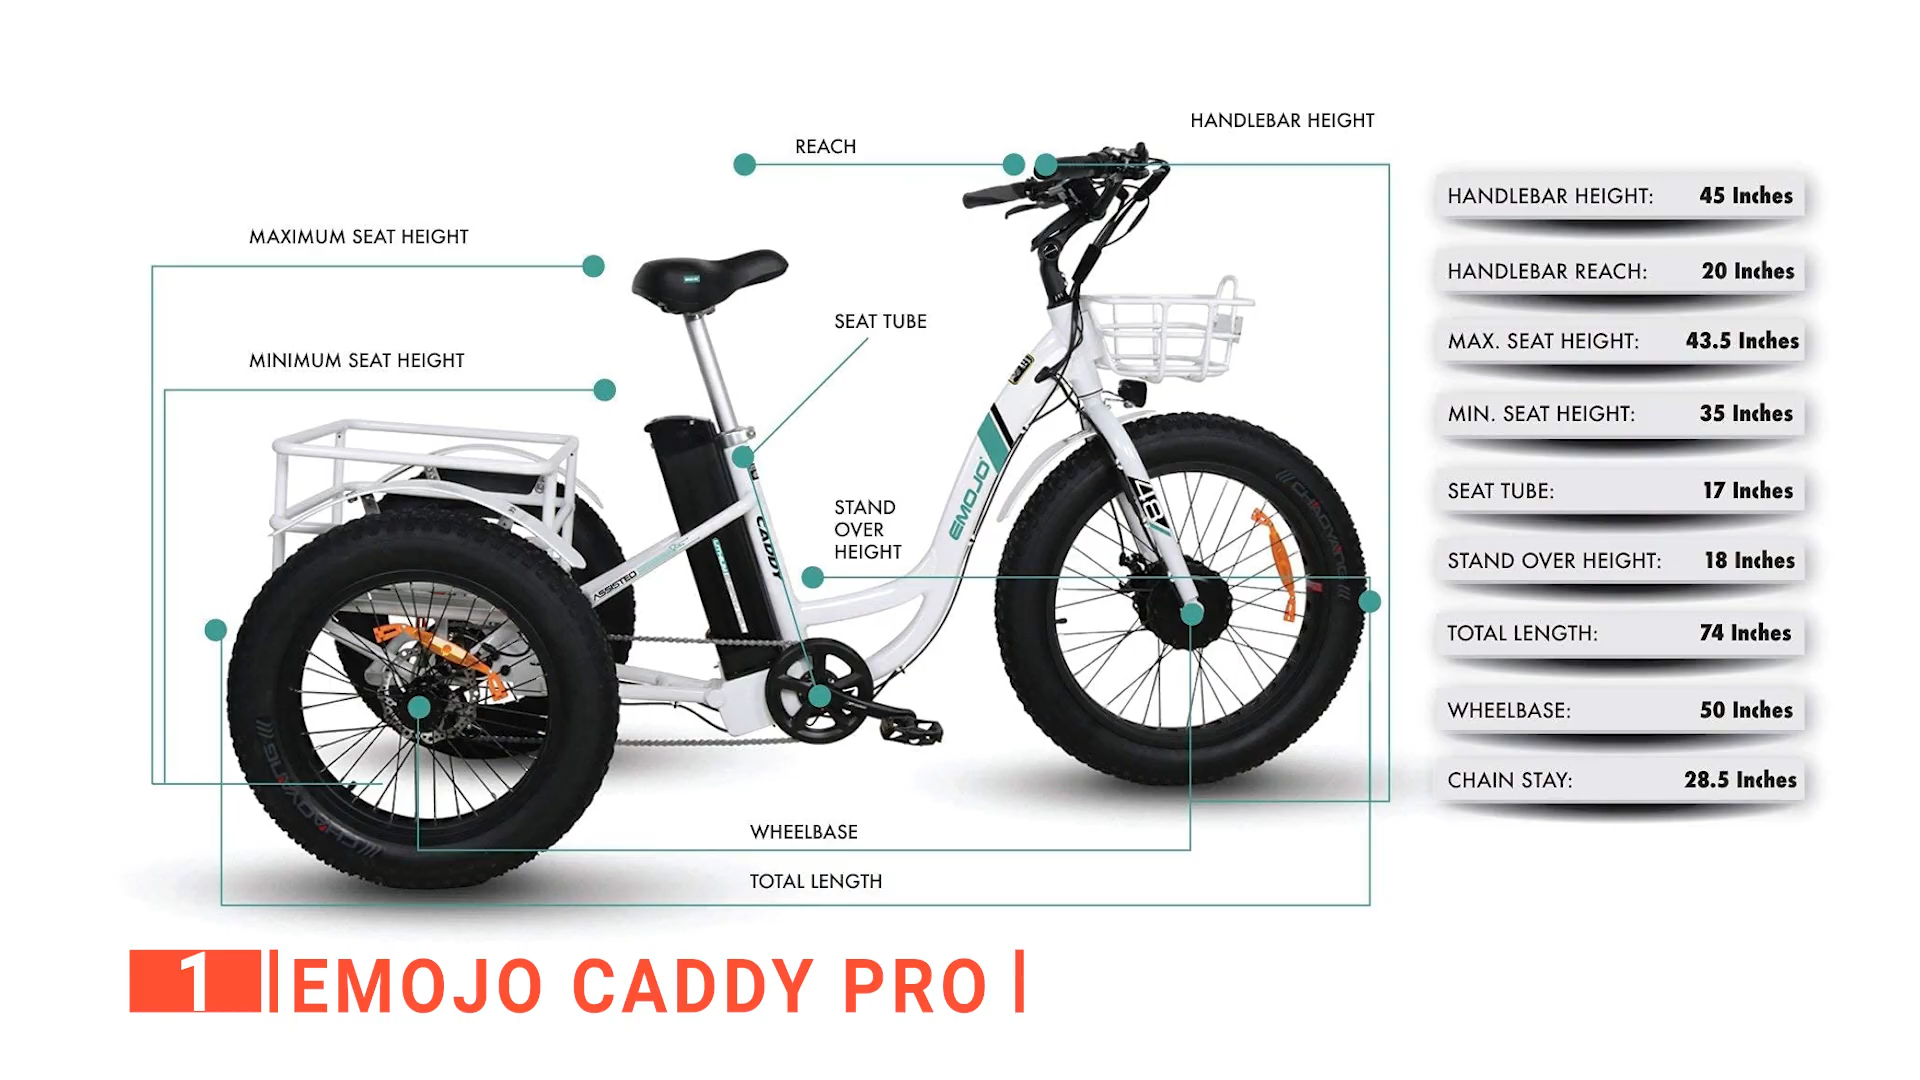 HANDLEBAR HEIGHT
REACH
MAXIMUM SEAT HEIGHT
SEAT TUBE
MINIMUM SEAT HEIGHT
STAND
OVER
HEIGHT
EMOJO
CADDY
ASSISTED
48V
CHAOYANG
CHAOYANG
WHEELBASE
TOTAL LENGTH
HANDLEBAR HEIGHT: 45 Inches
HANDLEBAR REACH: 20 Inches
MAX. SEAT HEIGHT: 43.5 Inches
MIN. SEAT HEIGHT: 35 Inches
SEAT TUBE: 17 Inches
STAND OVER HEIGHT: 18 Inches
TOTAL LENGTH: 74 Inches
WHEELBASE: 50 Inches
CHAIN STAY: 28.5 Inches
1 EMOJO CADDY PRO